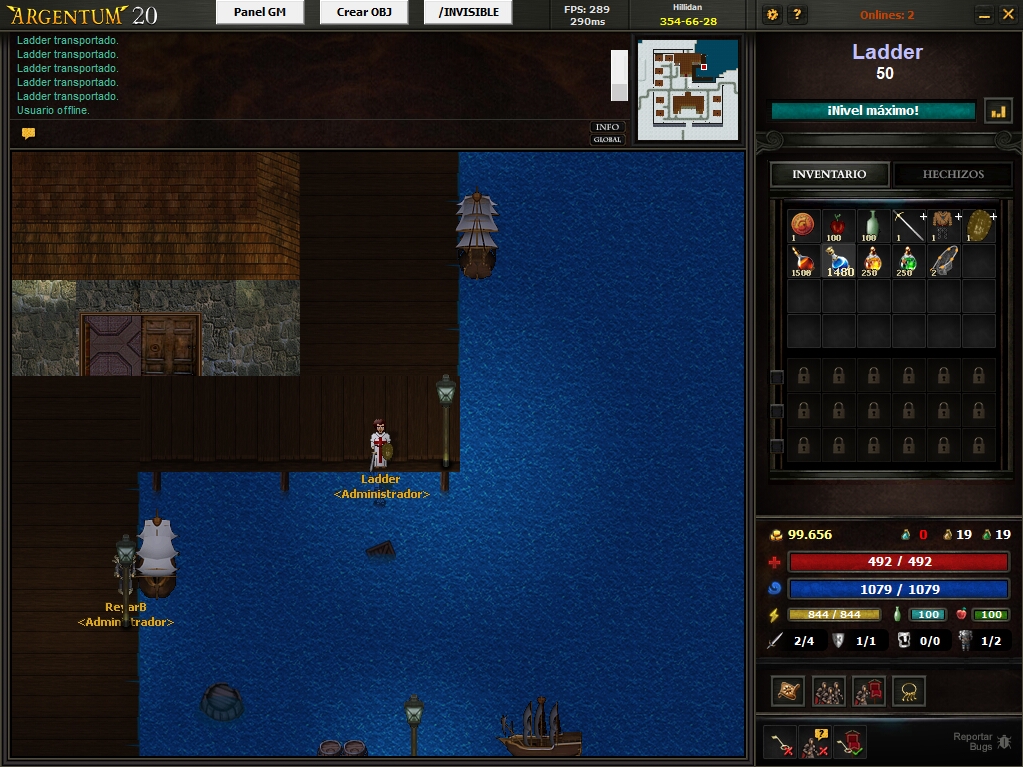 ARGENTUM 20
Panel GM
Crear OBJ
/INVISIBLE
FPS: 289
290ms
Hillidan
354-66-28
?
Onlines: 2
Ladder transportado.
Ladder transportado.
Ladder transportado.
Ladder transportado.
Ladder transportado.
Usuario offline.
INFO
GLOBAL
Ladder
50
¡Nivel máximo!
INVENTARIO
HECHIZOS
1
100
100
1
+
1
+
1
+
1500
1480
250
250
2
Ladder
<Administrador>
ReyarB
<Administrador>
99.656
0
19
19
492 / 492
1079 / 1079
844 / 844
100
100
2/4
1/1
0/0
1/2
?
Reportar
Bugs